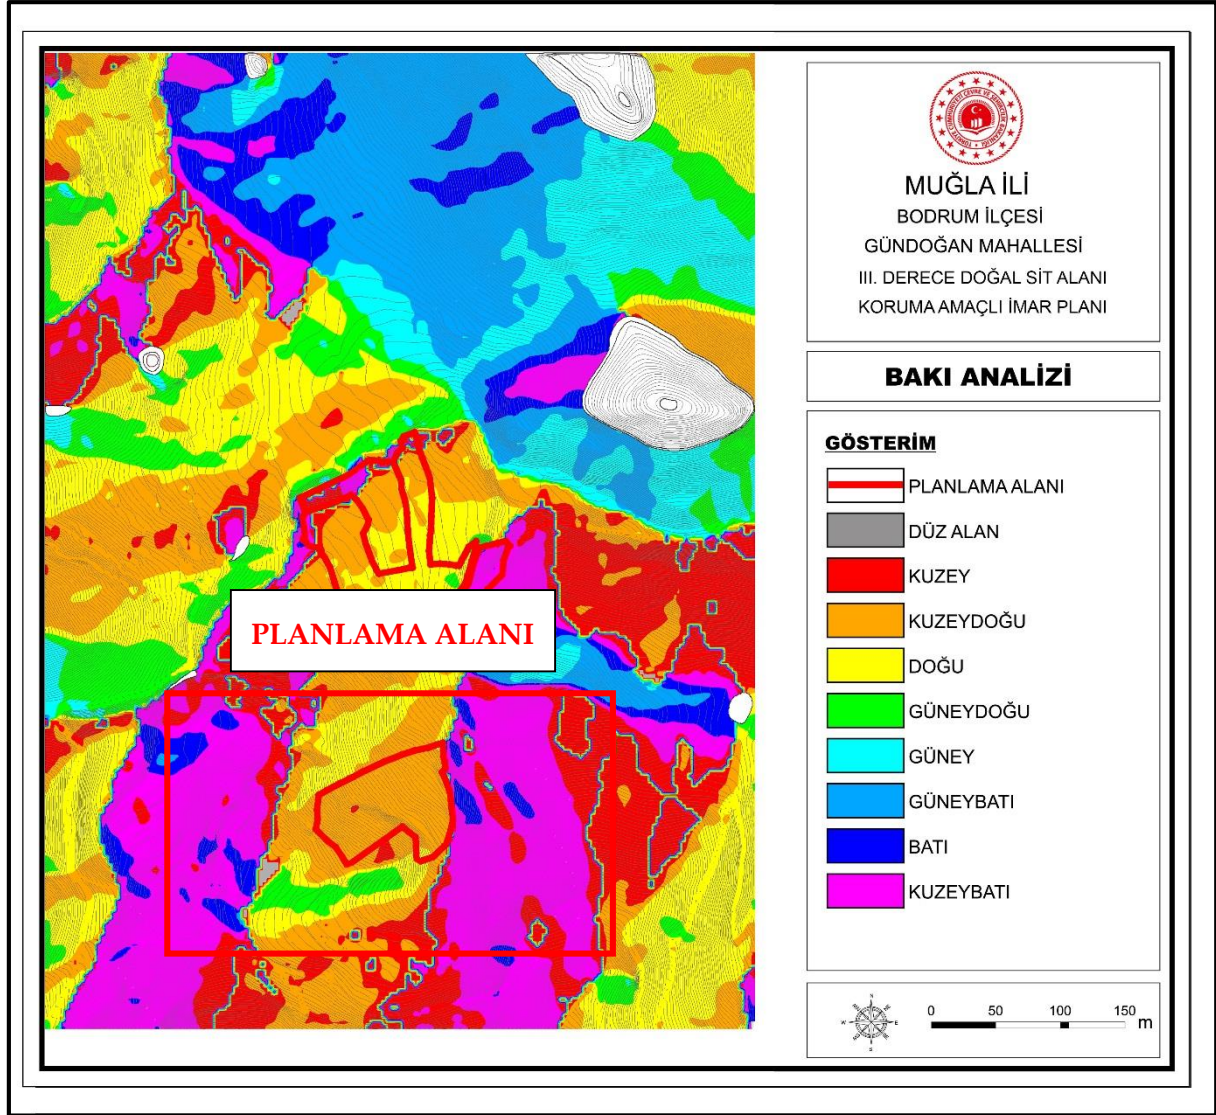 PLANLAMA ALANI
MUĞLA İLİ
BODRUM İLÇESİ
GÜNDOĞAN MAHALLESİ
III. DERECE DOĞAL SİT ALANI
KORUMA AMAÇLI İMAR PLANI
BAKI ANALİZİ
GÖSTERİM
PLANLAMA ALANI
DÜZ ALAN
KUZEY
KUZEYDOĞU
DOĞU
GÜNEYDOĞU
GÜNEY
GÜNEYBATI
BATI
KUZEYBATI
N
W E
S
0 50 100 150 m